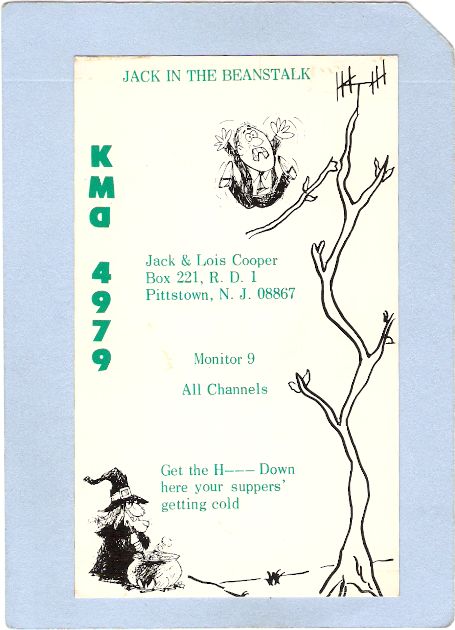 JACK IN THE BEANSTALK
KMa 4979
Jack & Lois Cooper
Box 221, R. D. 1
Pittstown, N. J. 08867
Monitor 9
All Channels
Get the H--- Down
here your suppers'
getting cold